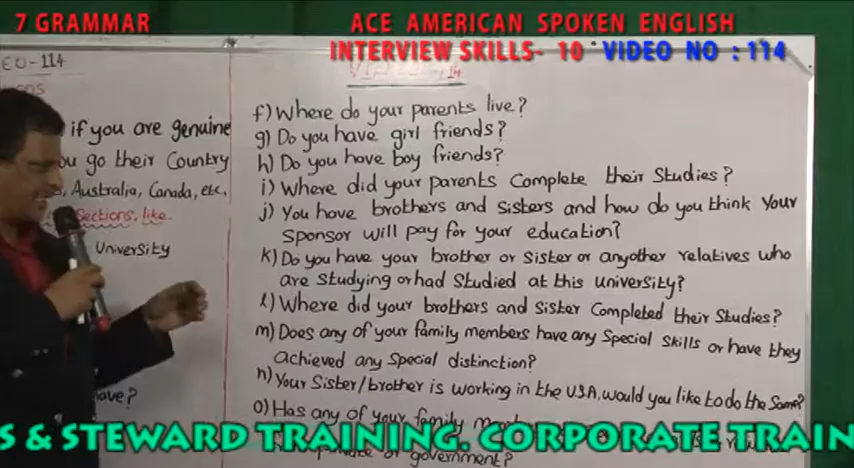 7 GRAMMAR
ACE AMERICAN SPOKEN ENGLISH
INTERVIEW SKILLS- 10 VIDEO NO : 114
EO-114
if you are genuine
you go their Country
Australia, Canada, etc,
Sections, like.
University
have?
f) Where do your parents live?
g) Do you have girl friends?
h) Do you have boy friends?
i) Where did your parents Complete their Studies?
j) You have brothers and sisters and how do you think your
Sponsor will pay for your education?
k) Do you have your brother or Sister or anyother relatives who
are studying or had studied at this university?
l) Where did your brothers and Sister Completed their Studies?
m) Does any of your family members have any Special Skills or have they
achieved any Special distinction?
n) Your Sister/brother is working in the U.S.A. would you like to do the Same?
o) Has any of your family
or government?
S & STEWARD TRAINING. CORPORATE TRAIN